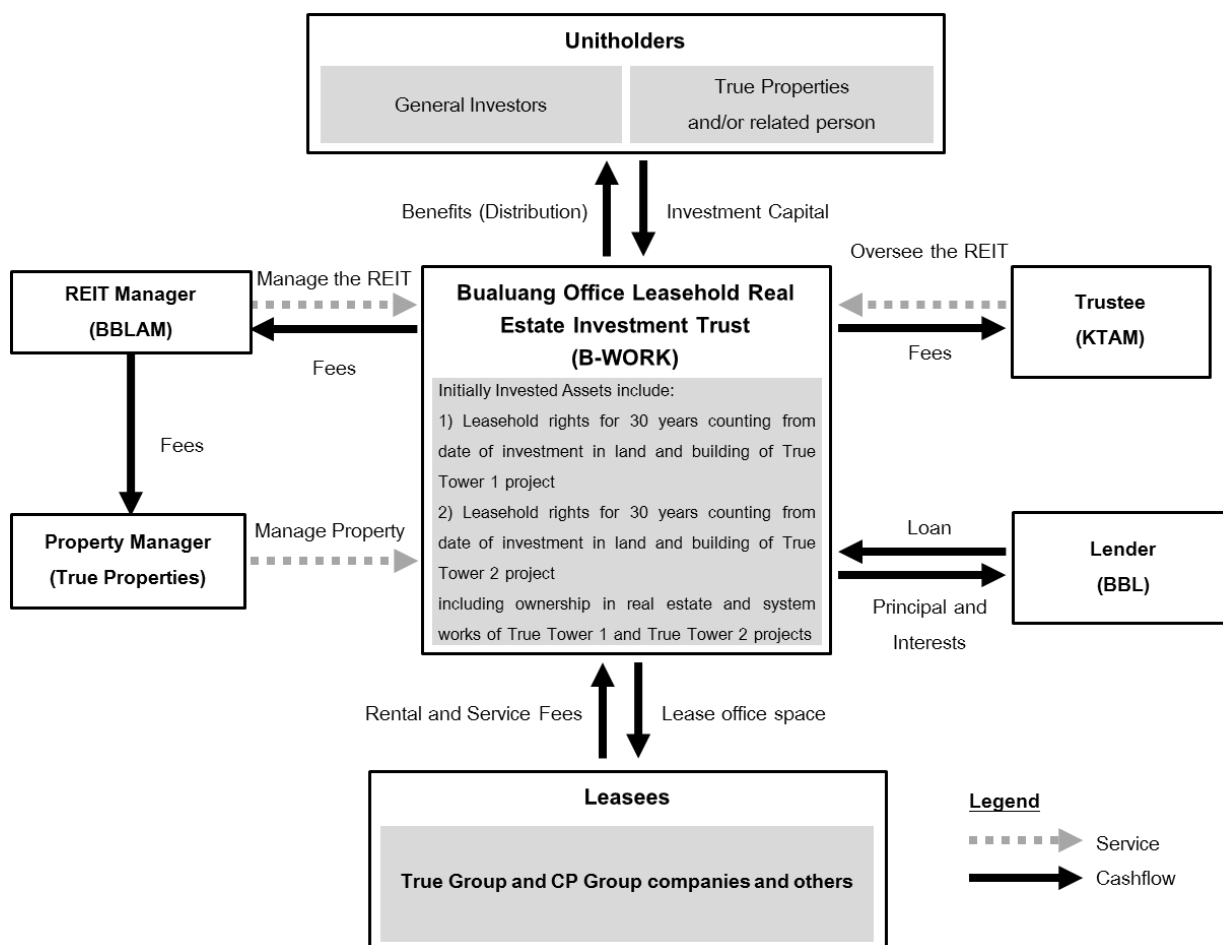 Unitholders
General Investors
True Properties
and/or related person
Benefits (Distribution)
Investment Capital
Manage the REIT
Oversee the REIT
REIT Manager
(BBLAM)
Fees
Bualuang Office Leasehold Real
Estate Investment Trust
(B-WORK)
Initially Invested Assets include:
1) Leasehold rights for 30 years counting from
date of investment in land and building of True
Tower 1 project
2) Leasehold rights for 30 years counting from
date of investment in land and building of True
Tower 2 project
including ownership in real estate and system
works of True Tower 1 and True Tower 2 projects
Fees
Trustee
(KTAM)
Fees
Property Manager
(True Properties)
Manage Property
Loan
Principal and
Interests
Lender
(BBL)
Rental and Service Fees
Lease office space
Leasees
True Group and CP Group companies and others
Legend
Service
Cashflow